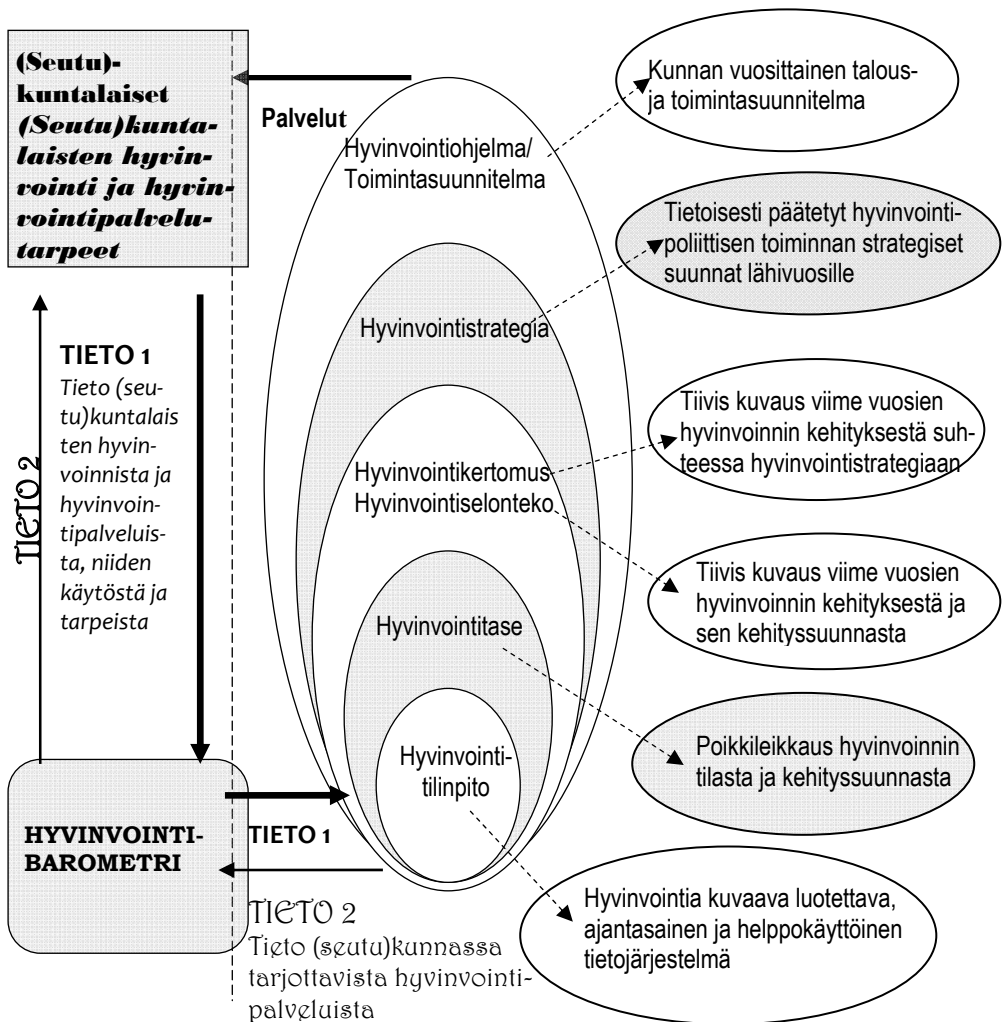 (Seutu)-
kuntalaiset
(Seutu)kunta-
laisten hyvin-
vointi ja hyvin-
vointipalvelu-
tarpeet
Palvelut
Hyvinvointiohjelma/
Toimintasuunnitelma
Kunnan vuosittainen talous-
ja toimintasuunnitelma
Hyvinvointistrategia
Tietoisesti päätetyt hyvinvointi-
poliittisen toiminnan strategiset
suunnat lähivuosille
TIETO 2
TIETO 1
Tieto (seu-
tu)kuntalais
ten hyvin-
voinnista ja
hyvinvoin-
tipalveluis-
ta, niiden
käytöstä ja
tarpeista
Hyvinvointikertomus
Hyvinvointiselonteko
Tiivis kuvaus viime vuosien
hyvinvoinnin kehityksestä suh-
teessa hyvinvointistrategiaan
Tiivis kuvaus viime vuosien
hyvinvoinnin kehityksestä ja
sen kehityssuunnasta
Hyvinvointitase
Poikkileikkaus hyvinvoinnin
tilasta ja kehityssuunnasta
Hyvinvointi-
tilinpito
Hyvinvointia kuvaava luotettava,
ajantasainen ja helppokäyttöinen
tietojärjestelmä
HYVINVOINTI-
BAROMETRI
TIETO 1
TIETO 2
Tieto (seutu)kunnassa
tarjottavista hyvinvointi-
palveluista